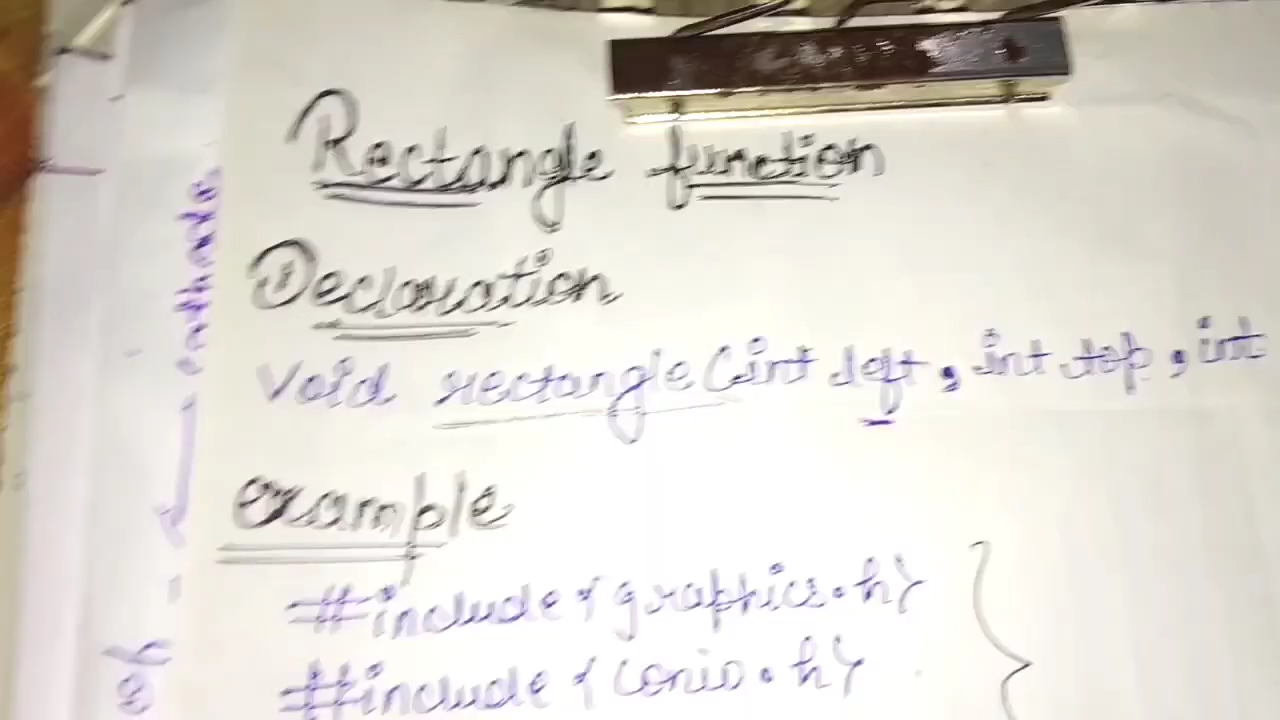 Rectangle function
Declaration
Void rectangle (int left, int top, int
example
#include <graphics.h>
#include <conio.h>